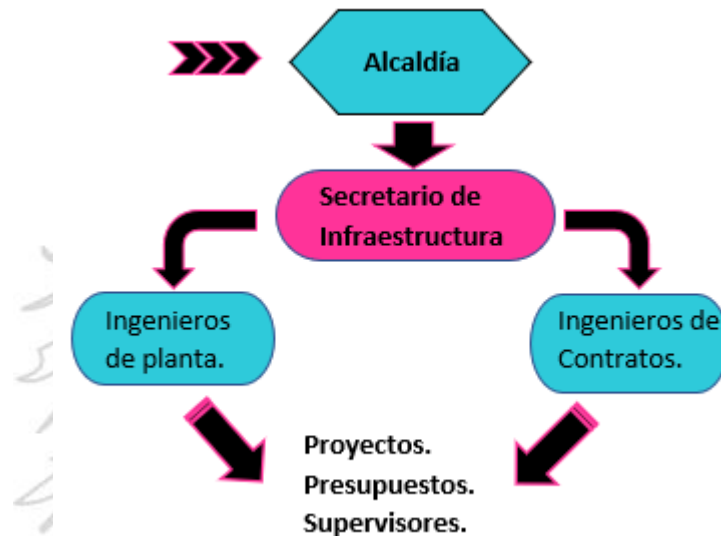 Alcaldía
Secretario de
Infraestructura
Ingenieros
de planta.
Ingenieros de
Contratos.
Proyectos.
Presupuestos.
Supervisores.